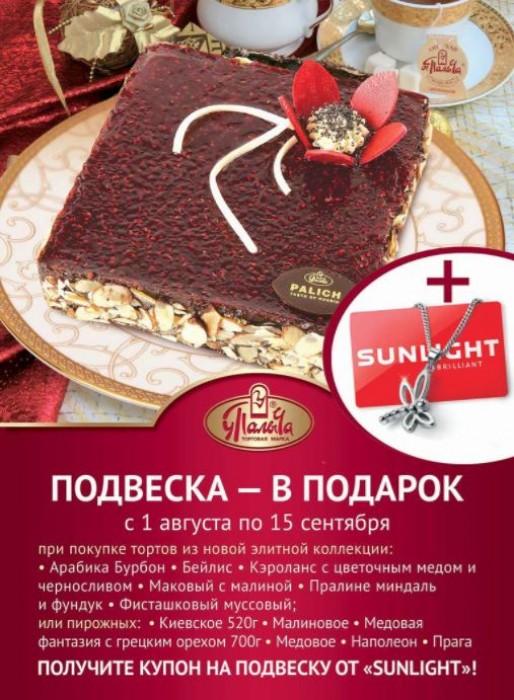 У Палыча
PALICH
SUNLIGHT
BRILLIANT
У Палыча
ТОРГОВАЯ МАРКА
ПОДВЕСКА — В ПОДАРОК
с 1 августа по 15 сентября
при покупке тортов из новой элитной коллекции:
• Арабика Бурбон • Бейлис • Кэроланс с цветочным медом и
черносливом • Маковый с малиной • Пралине миндаль
и фундук • Фисташковый муссовый;
или пирожных: • Киевское 520г • Малиновое • Медовая
фантазия с грецким орехом 700г • Медовое • Наполеон • Прага
ПОЛУЧИТЕ КУПОН НА ПОДВЕСКУ ОТ «SUNLIGHT»!